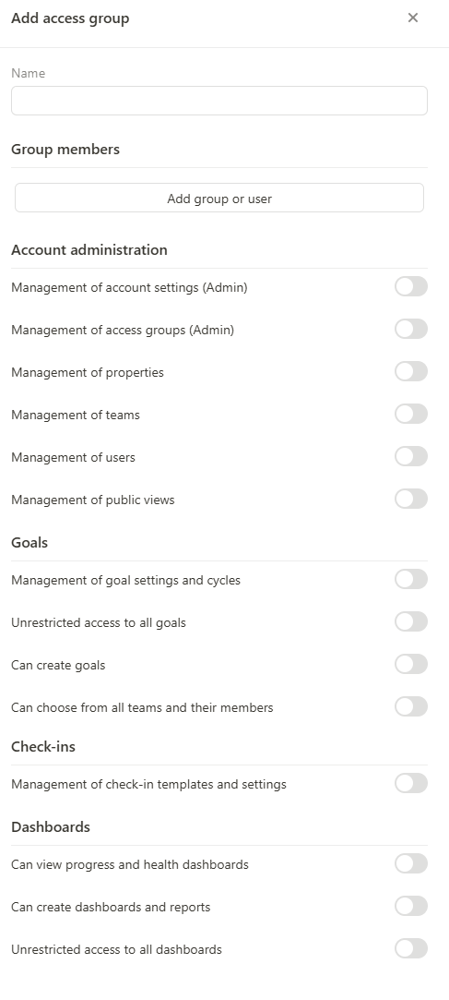 Add access group
Name
Group members
Add group or user
Account administration
Management of account settings (Admin)
Management of access groups (Admin)
Management of properties
Management of teams
Management of users
Management of public views
Goals
Management of goal settings and cycles
Unrestricted access to all goals
Can create goals
Can choose from all teams and their members
Check-ins
Management of check-in templates and settings
Dashboards
Can view progress and health dashboards
Can create dashboards and reports
Unrestricted access to all dashboards